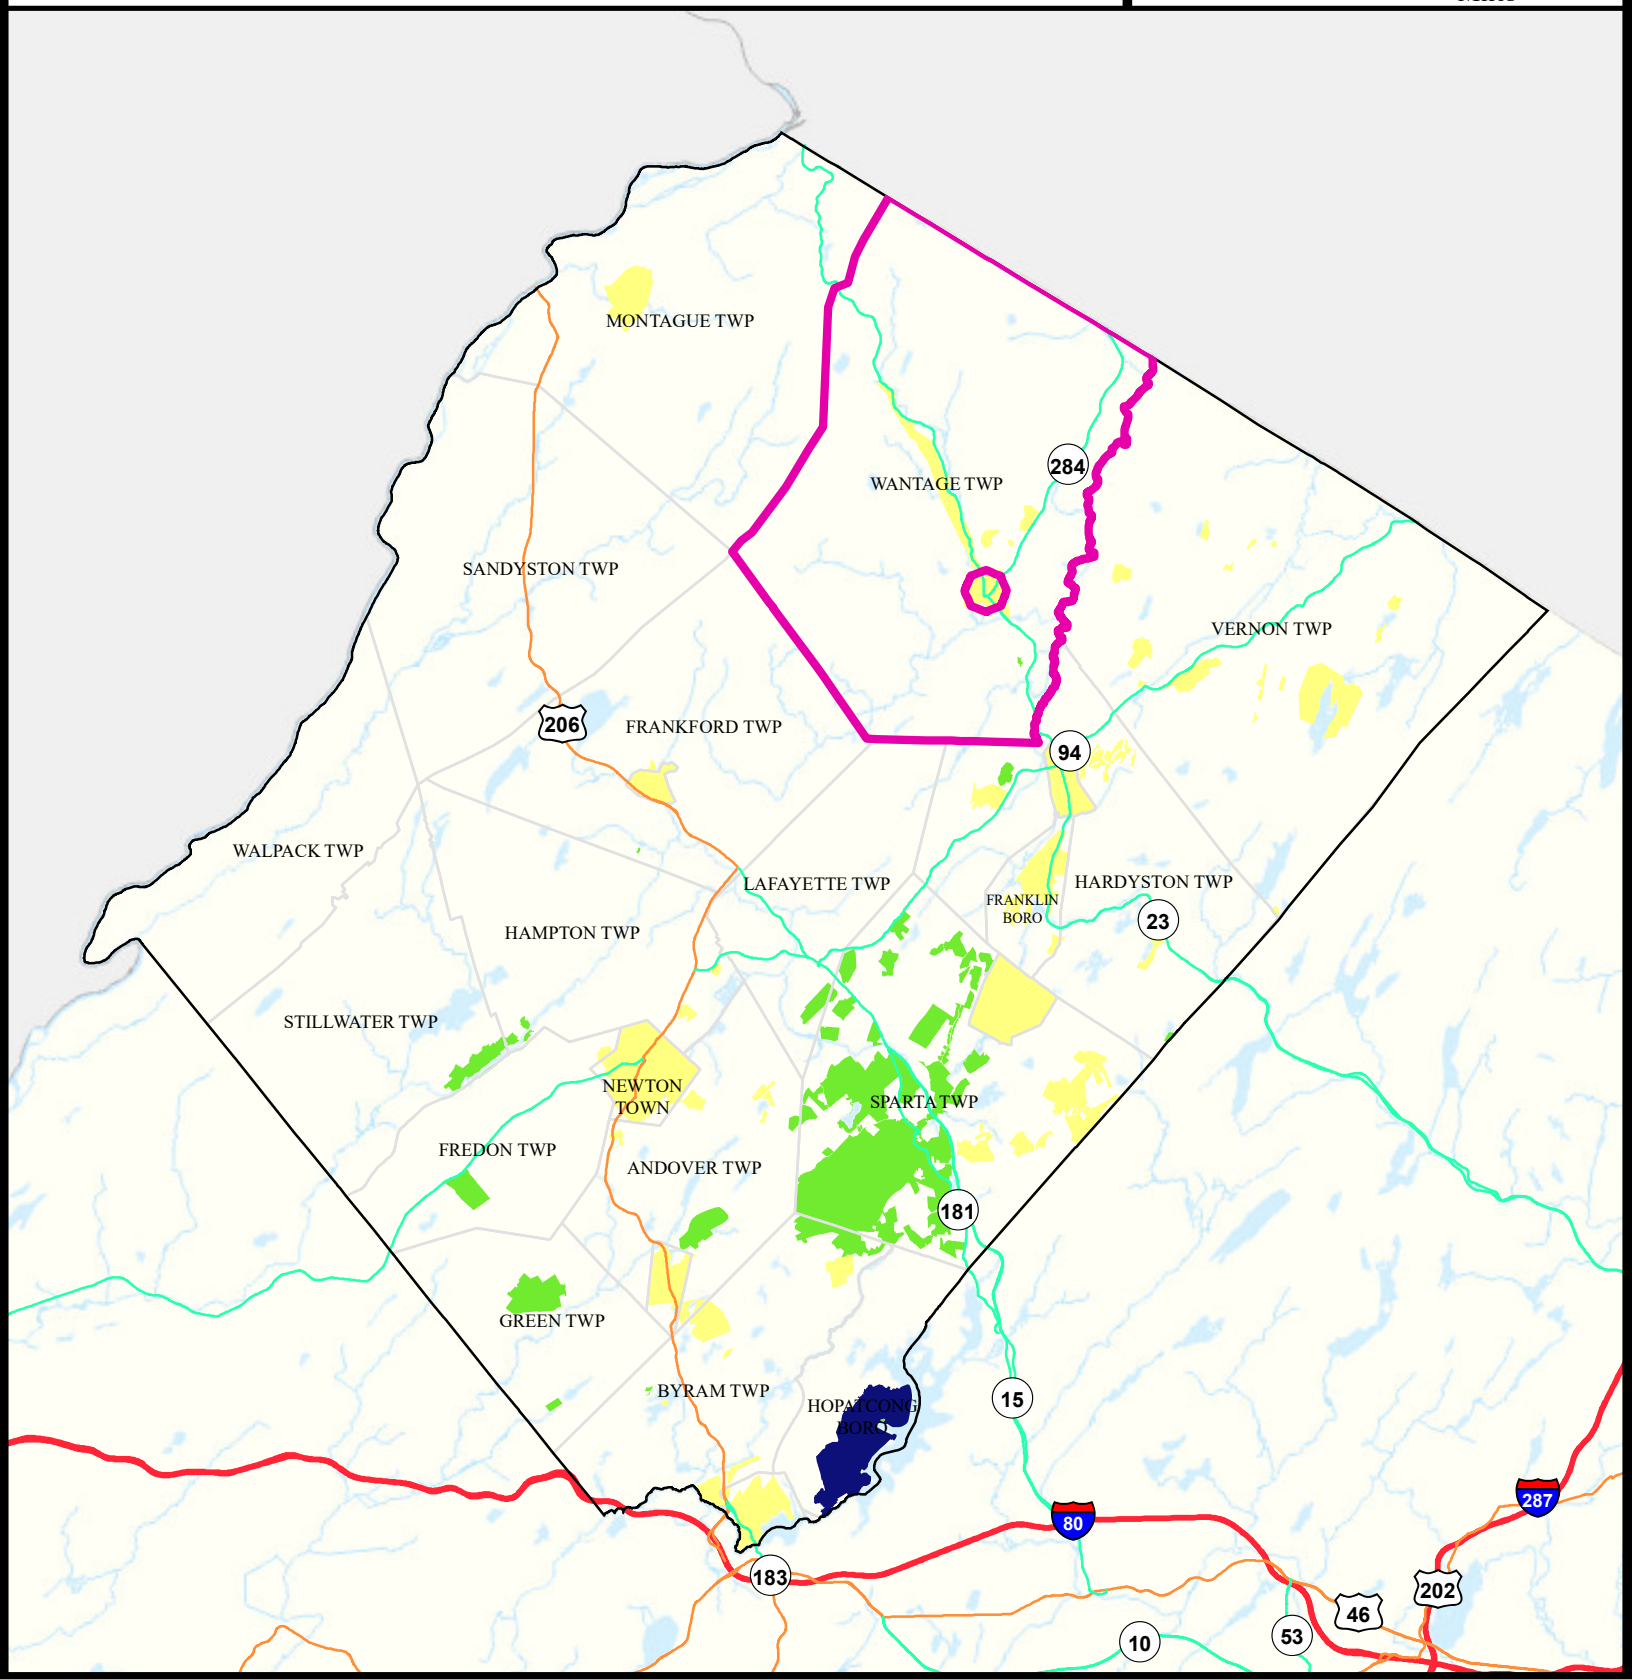 MONTAGUE TWP
284
WANTAGE TWP
SANDYSTON TWP
VERNON TWP
206
FRANKFORD TWP
94
WALPACK TWP
LAFAYETTE TWP
HARDYSTON TWP
FRANKLIN
BORO
23
HAMPTON TWP
STILLWATER TWP
NEWTON
TOWN
SPARTA TWP
FREDON TWP
ANDOVER TWP
181
GREEN TWP
BYRAM TWP
15
HOPATCONG
BORO
287
80
183
202
46
10
53